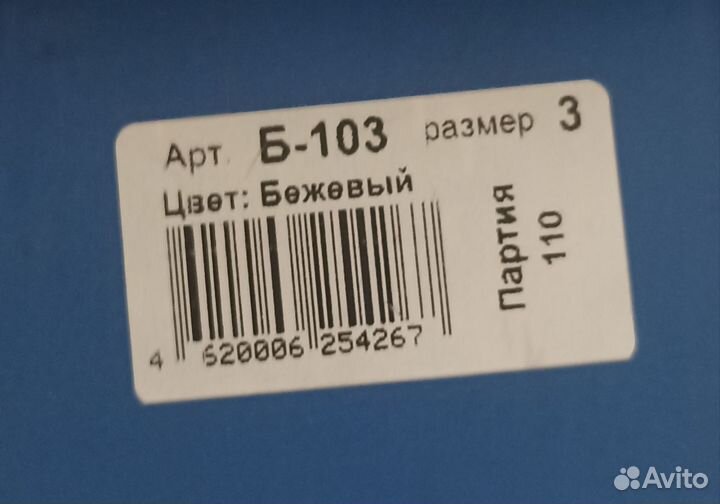 Арт. Б-103 размер 3
Цвет: Бежевый
Партия
110
4 620006 254267
Avito